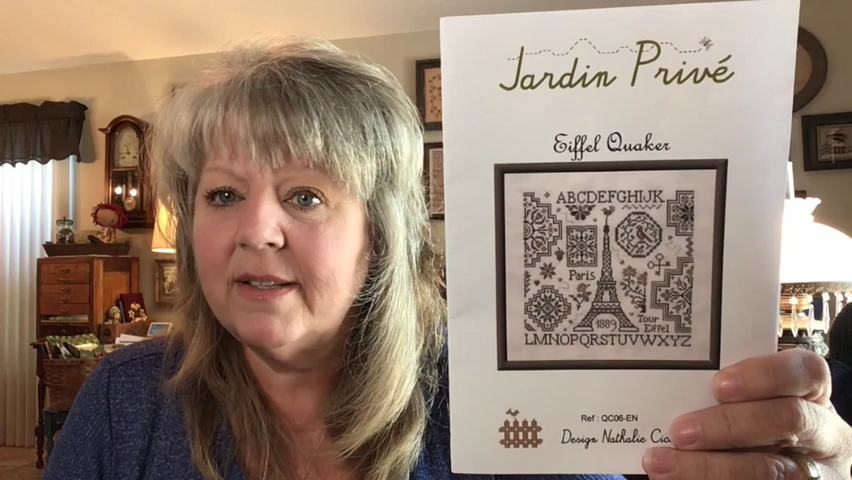 Jardin Privé
Eiffel Quaker
ABCDEFGHIJK
Paris
1889
Tour
Eiffel
LMNOPQRSTUVWXYZ
Ref : QC06-EN
Design Nathalie